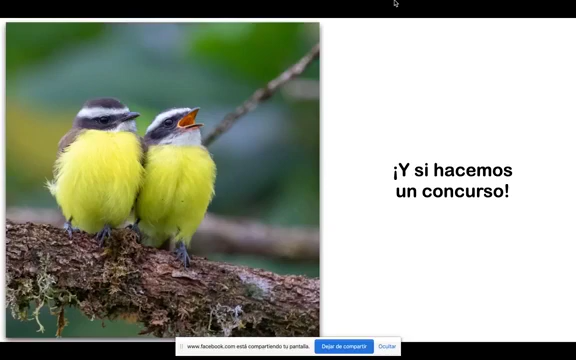 ¡Y si hacemos
un concurso!
www.facebook.com está compartiendo tu pantalla.
Dejar de compartir
Ocultar